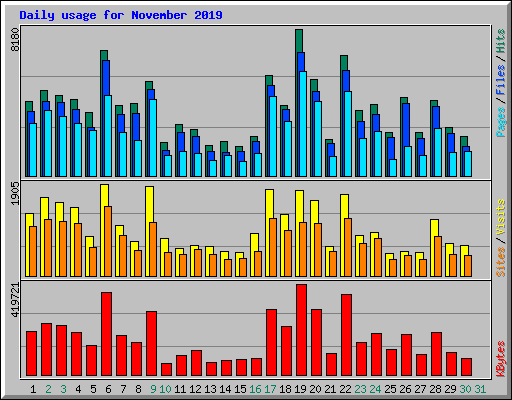 Daily usage for November 2019
8180
Pages / Files / Hits
1905
Sites / Visits
419721
KBytes
1 2 3 4 5 6 7 8 9 10 11 12 13 14 15 16 17 18 19 20 21 22 23 24 25 26 27 28 29 30 31